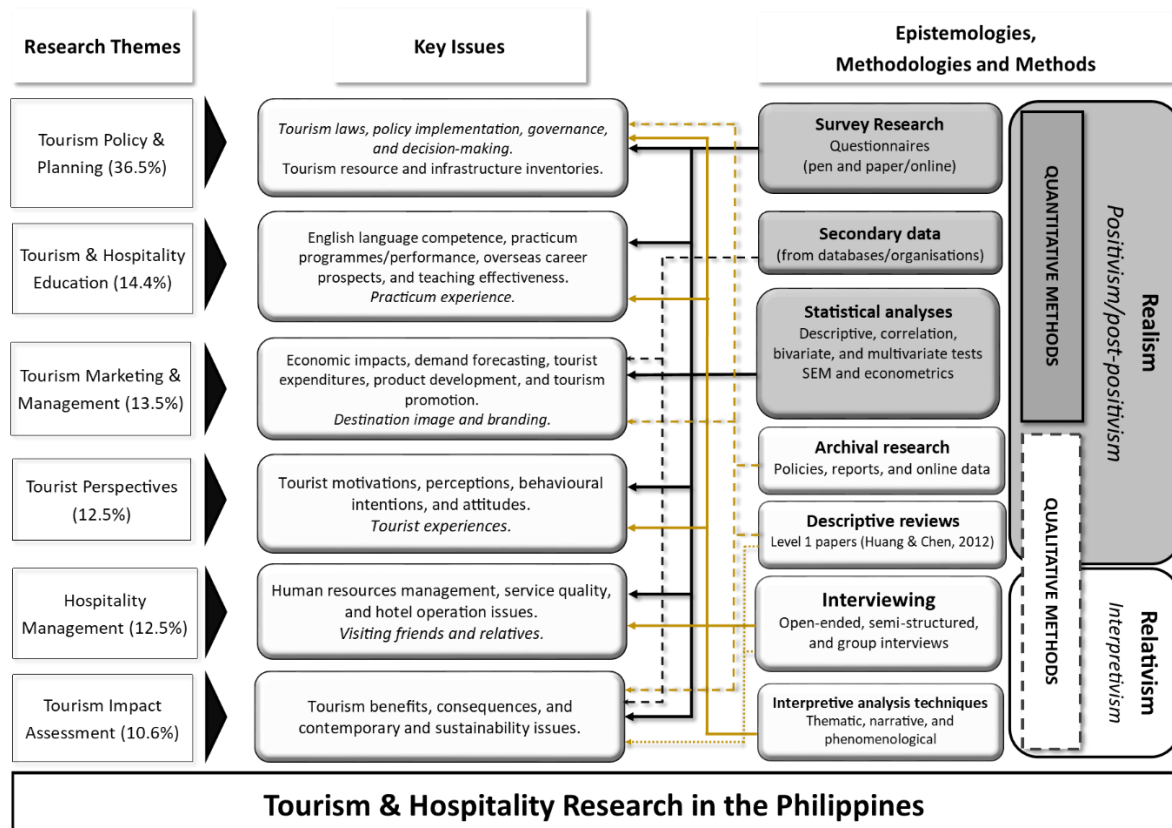 Research Themes
Key Issues
Epistemologies,
Methodologies and Methods
Tourism Policy &
Planning (36.5%)
Tourism laws, policy implementation, governance,
and decision-making.
Tourism resource and infrastructure inventories.
Tourism & Hospitality
Education (14.4%)
English language competence, practicum
programmes/performance, overseas career
prospects, and teaching effectiveness.
Practicum experience.
Tourism Marketing &
Management (13.5%)
Economic impacts, demand forecasting, tourist
expenditures, product development, and tourism
promotion.
Destination image and branding.
Tourist Perspectives
(12.5%)
Tourist motivations, perceptions, behavioural
intentions, and attitudes.
Tourist experiences.
Hospitality
Management (12.5%)
Human resources management, service quality,
and hotel operation issues.
Visiting friends and relatives.
Tourism Impact
Assessment (10.6%)
Tourism benefits, consequences, and
contemporary and sustainability issues.
Survey Research
Questionnaires
(pen and paper/online)
Secondary data
(from databases/organisations)
Statistical analyses
Descriptive, correlation,
bivariate, and multivariate tests
SEM and econometrics
Archival research
Policies, reports, and online data
Descriptive reviews
Level 1 papers (Huang & Chen, 2012)
Interviewing
Open-ended, semi-structured,
and group interviews
Interpretive analysis techniques
Thematic, narrative, and
phenomenological
QUANTITATIVE METHODS
QUALITATIVE METHODS
Positivism/post-positivism
Realism
Interpretivism
Relativism
Tourism & Hospitality Research in the Philippines